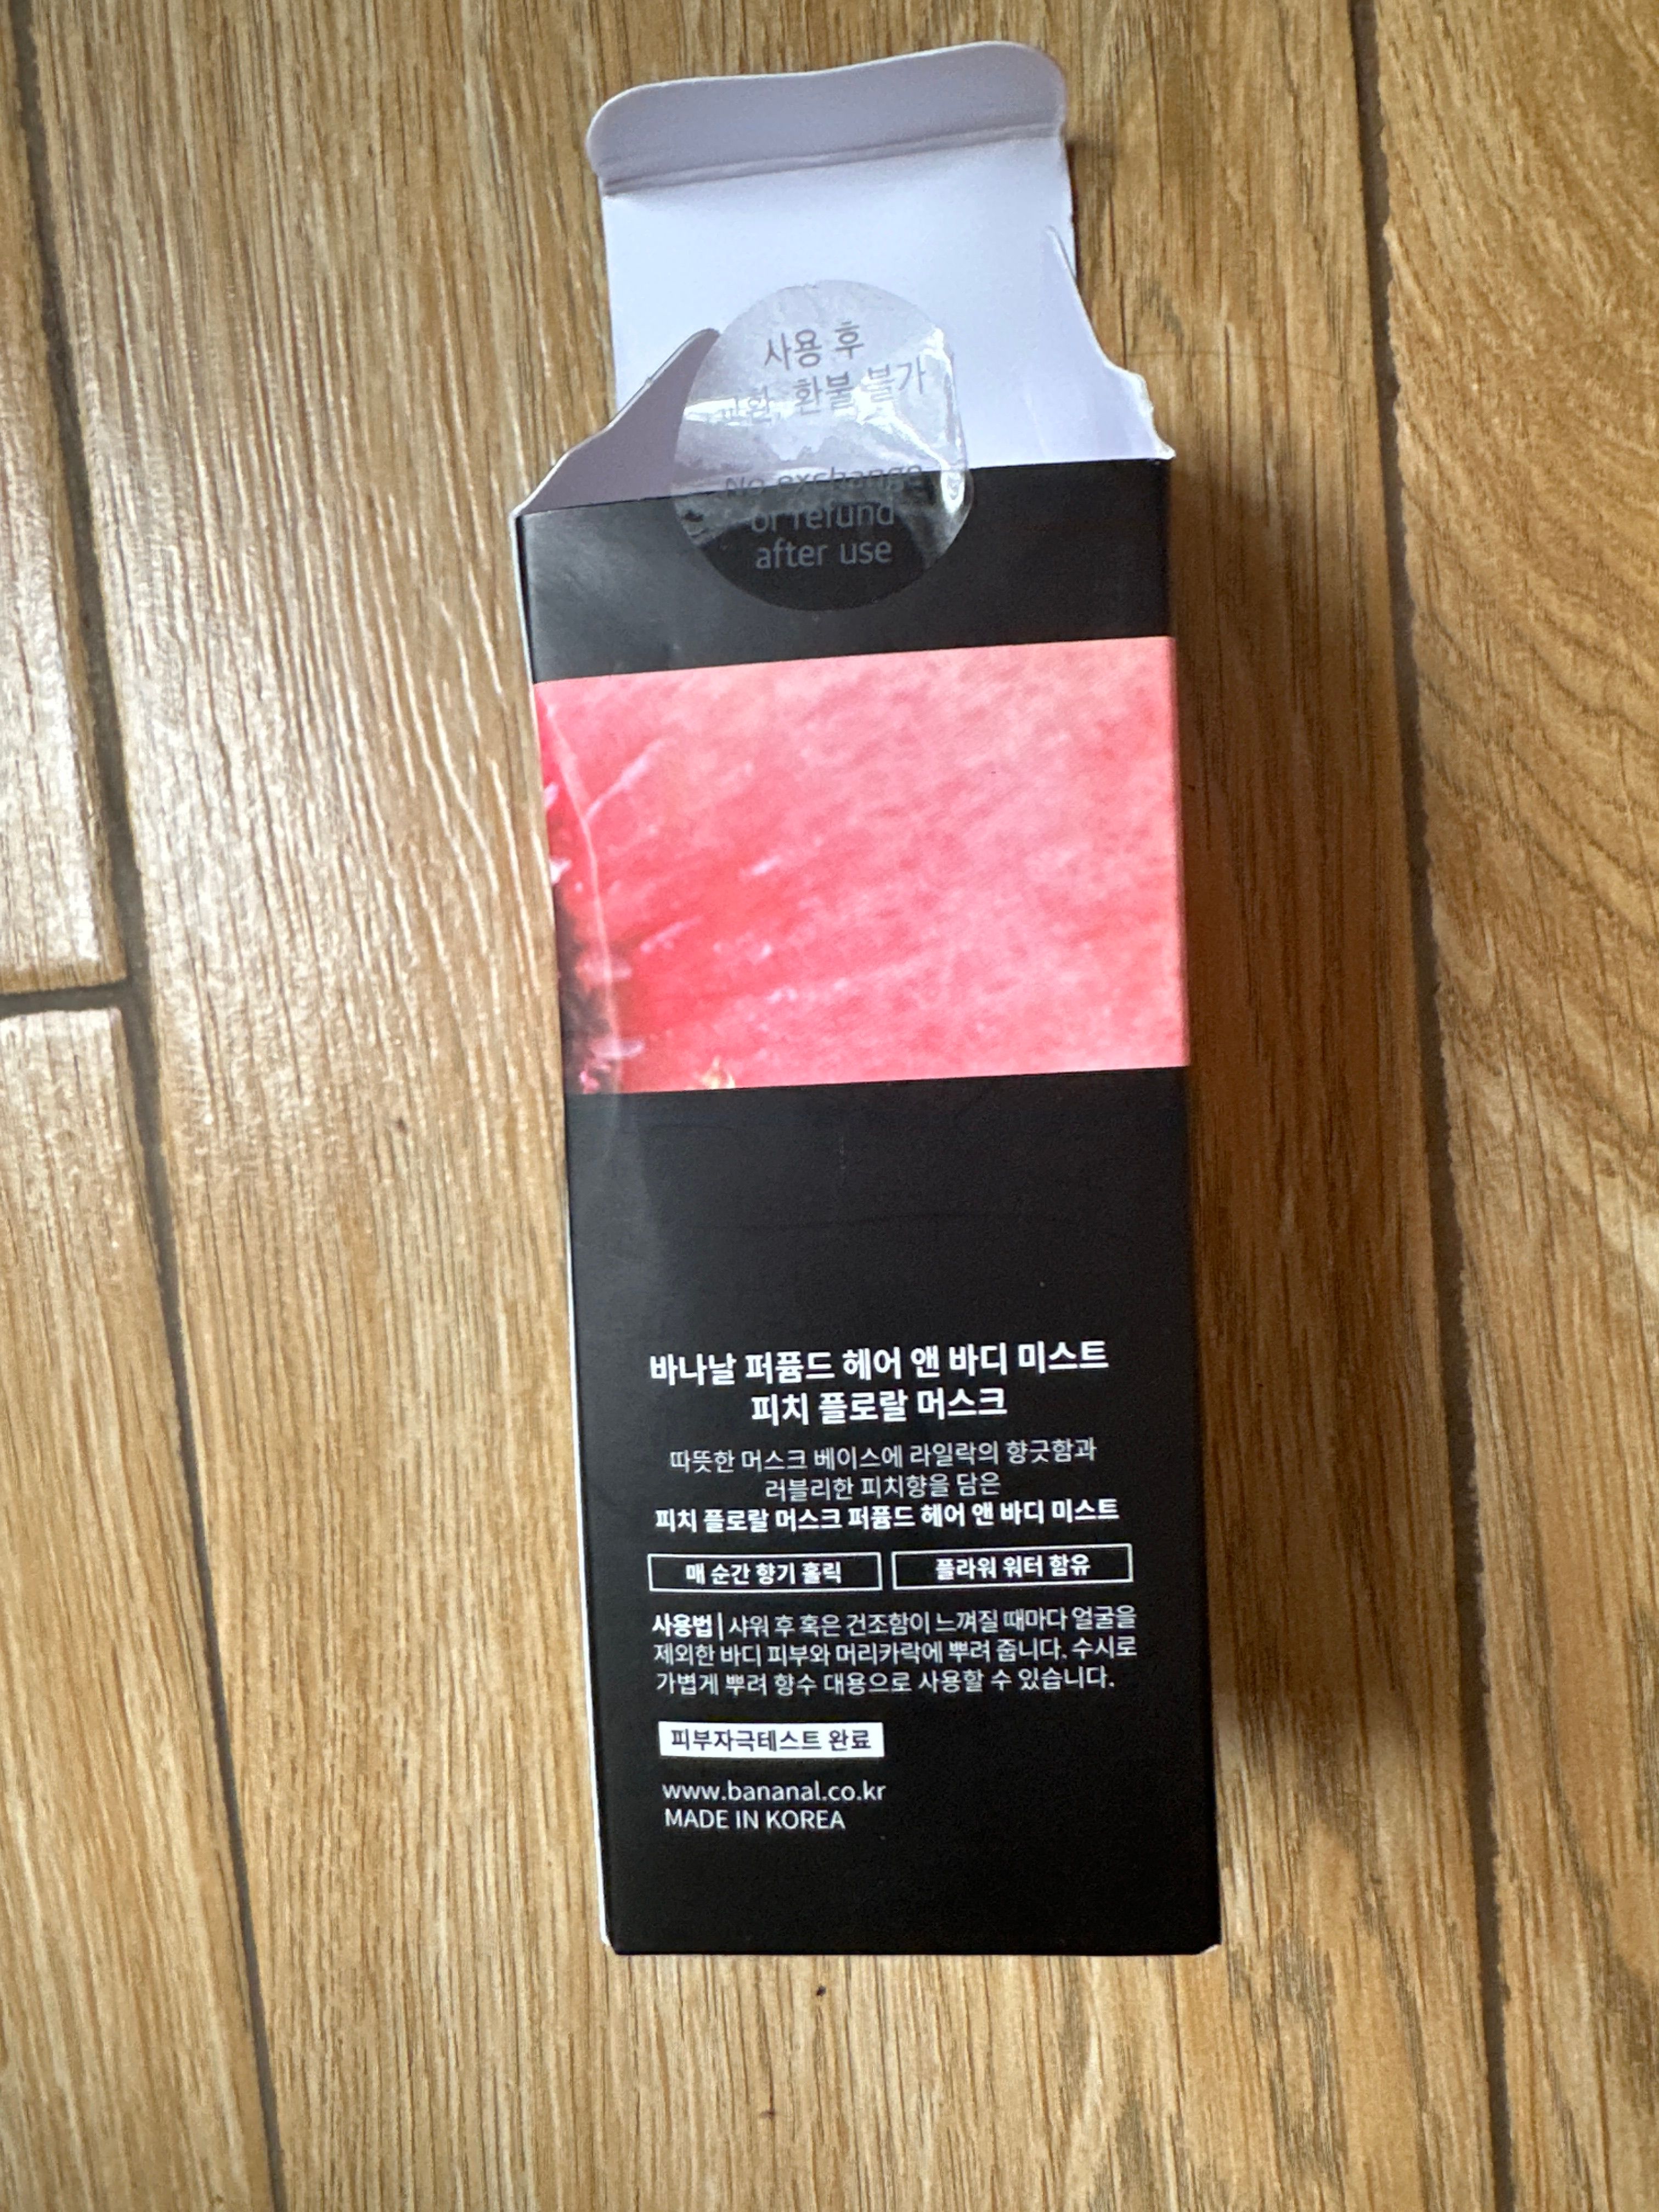 사용 후
교환, 환불 불가
No exchange
or refund
after use
바나날 퍼퓸드 헤어 앤 바디 미스트
피치 플로랄 머스크
따뜻한 머스크 베이스에 라일락의 향긋함과
러블리한 피치향을 담은
피치 플로랄 머스크 퍼퓸드 헤어 앤 바디 미스트
매 순간 향기 홀릭
플라워 워터 함유
사용법 | 샤워 후 혹은 건조함이 느껴질 때마다 얼굴을
제외한 바디 피부와 머리카락에 뿌려 줍니다. 수시로
가볍게 뿌려 향수 대용으로 사용할 수 있습니다.
피부자극테스트 완료
www.bananal.co.kr
MADE IN KOREA